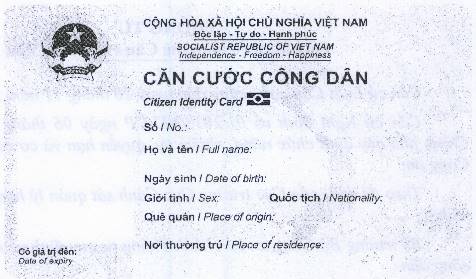 CỘNG HÒA XÃ HỘI CHỦ NGHĨA VIỆT NAM
Độc lập - Tự do - Hạnh phúc
SOCIALIST REPUBLIC OF VIET NAM
Independence - Freedom - Happiness
CĂN CƯỚC CÔNG DÂN
Citizen Identity Card
Số / No.:
Họ và tên / Full name:
Ngày sinh / Date of birth:
Giới tính / Sex: Quốc tịch / Nationality:
Quê quán / Place of origin:
Nơi thường trú / Place of residence:
Có giá trị đến:
Date of expiry